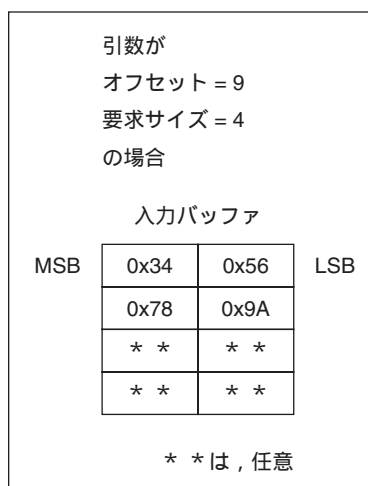 引数が
オフセット = 9
要求サイズ = 4
の場合
入力バッファ
MSB 0x34 0x56 LSB
0x78 0x9A
＊ ＊ ＊ ＊
＊ ＊ ＊ ＊
＊ ＊は , 任意